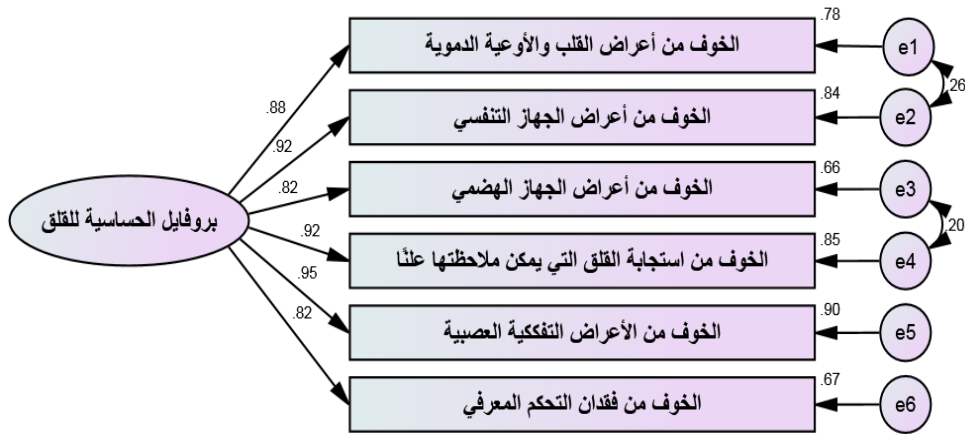 .78
الخوف من أعراض القلب والأوعية الدموية
e1
.26
.88
.84
الخوف من أعراض الجهاز التنفسي
e2
.92
.66
الخوف من أعراض الجهاز الهضمي
e3
.82
.20
بروفايل الحساسية للقلق
.92
.85
الخوف من استجابة القلق التي يمكن ملاحظتها علنًا
e4
.95
.90
الخوف من الأعراض التفككية العصبية
e5
.82
.67
الخوف من فقدان التحكم المعرفي
e6